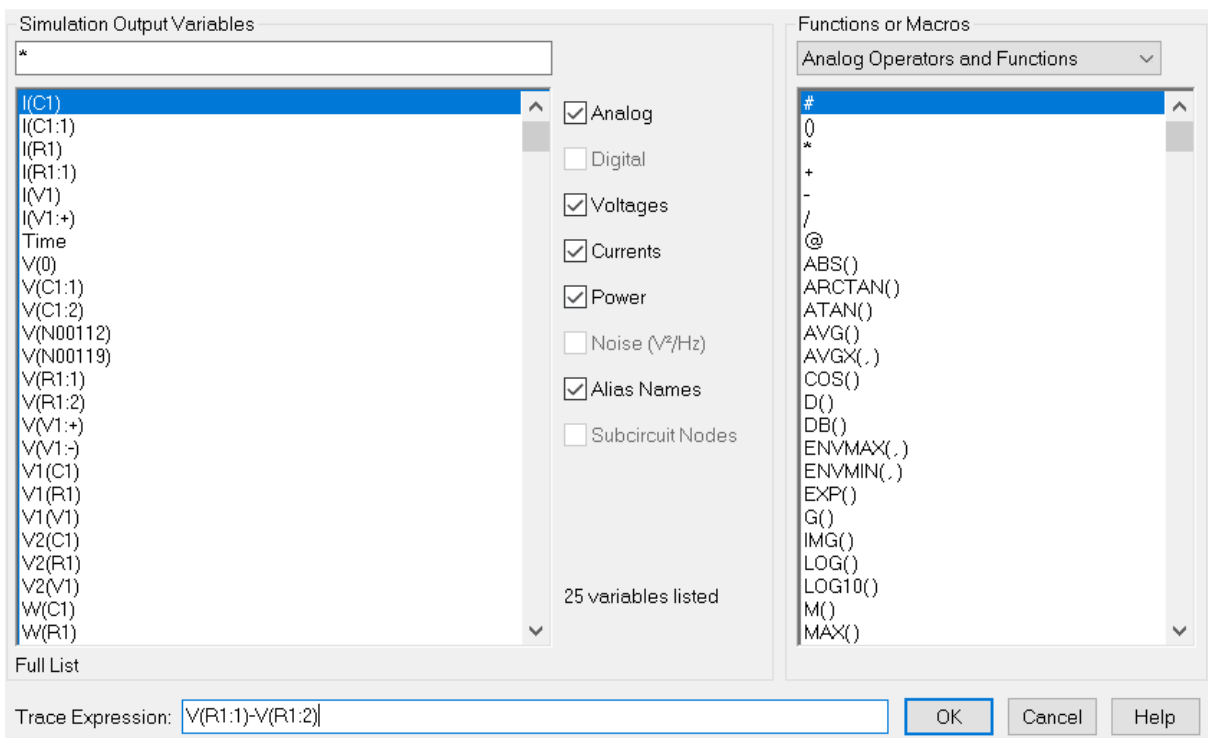 Simulation Output Variables
*
I(C1)
I(C1:1)
I(R1)
I(R1:1)
I(V1)
I(V1:+)
Time
V(0)
V(C1:1)
V(C1:2)
V(N00112)
V(N00119)
V(R1:1)
V(R1:2)
V(V1:+)
V(V1:-)
V1(C1)
V1(R1)
V1(V1)
V2(C1)
V2(R1)
V2(V1)
W(C1)
W(R1)
Full List
Analog
Digital
Voltages
Currents
Power
Noise (V²/Hz)
Alias Names
Subcircuit Nodes
25 variables listed
Functions or Macros
Analog Operators and Functions
#
()
*
+
-
/
@
ABS()
ARCTAN()
ATAN()
AVG()
AVGX(,)
COS()
D()
DB()
ENVMAX(,)
ENVMIN(,)
EXP()
G()
IMG()
LOG()
LOG10()
M()
MAX()
Trace Expression: V(R1:1)-V(R1:2)
OK Cancel Help